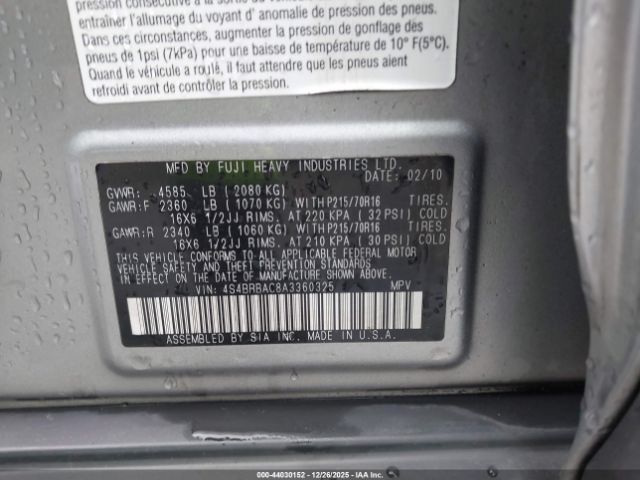 pression consécutive à la sortie du véhicule
entraîner l'allumage du voyant d' anomalie de pression des pneus.
Dans ces circonstances, augmenter la pression de gonflage des
pneus de 1psi (7kPa) pour une baisse de température de 10° F(5°C).
Quand le véhicule a roulé, il faut attendre que les pneus aient
refroidi avant de contrôler la pression.
MFD BY FUJI HEAVY INDUSTRIES LTD.
DATE: 02/10
GVWR: 4585 LB ( 2080 KG)
GAWR:F 2360 LB ( 1070 KG) WITH P215/70R16 TIRES.
16X6 1/2JJ RIMS. AT 220 KPA ( 32 PSI) COLD
GAWR:R 2340 LB ( 1060 KG) WITH P215/70R16 TIRES.
16X6 1/2JJ RIMS. AT 210 KPA ( 30 PSI) COLD
THIS VEHICLE CONFORMS TO ALL APPLICABLE FEDERAL MOTOR
VEHICLE SAFETY AND THEFT PREVENTION STANDARDS IN EFFECT ON THE
DATE OF MANUFACTURE SHOWN ABOVE.
VIN: 4S4BRBAC8A3360325 MPV
ASSEMBLED BY SIA INC. MADE IN U.S.A.
000-44030152 - 12/26/2025 - COPYRIGHT IAA, LLC